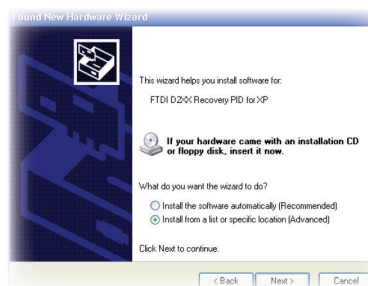 Found New Hardware Wizard
This wizard helps you install software for:
FTDI D2XX Recovery PID for XP
If your hardware came with an installation CD
or floppy disk, insert it now.
What do you want the wizard to do?
Install the software automatically (Recommended)
Install from a list or specific location (Advanced)
Click Next to continue.
< Back
Next >
Cancel